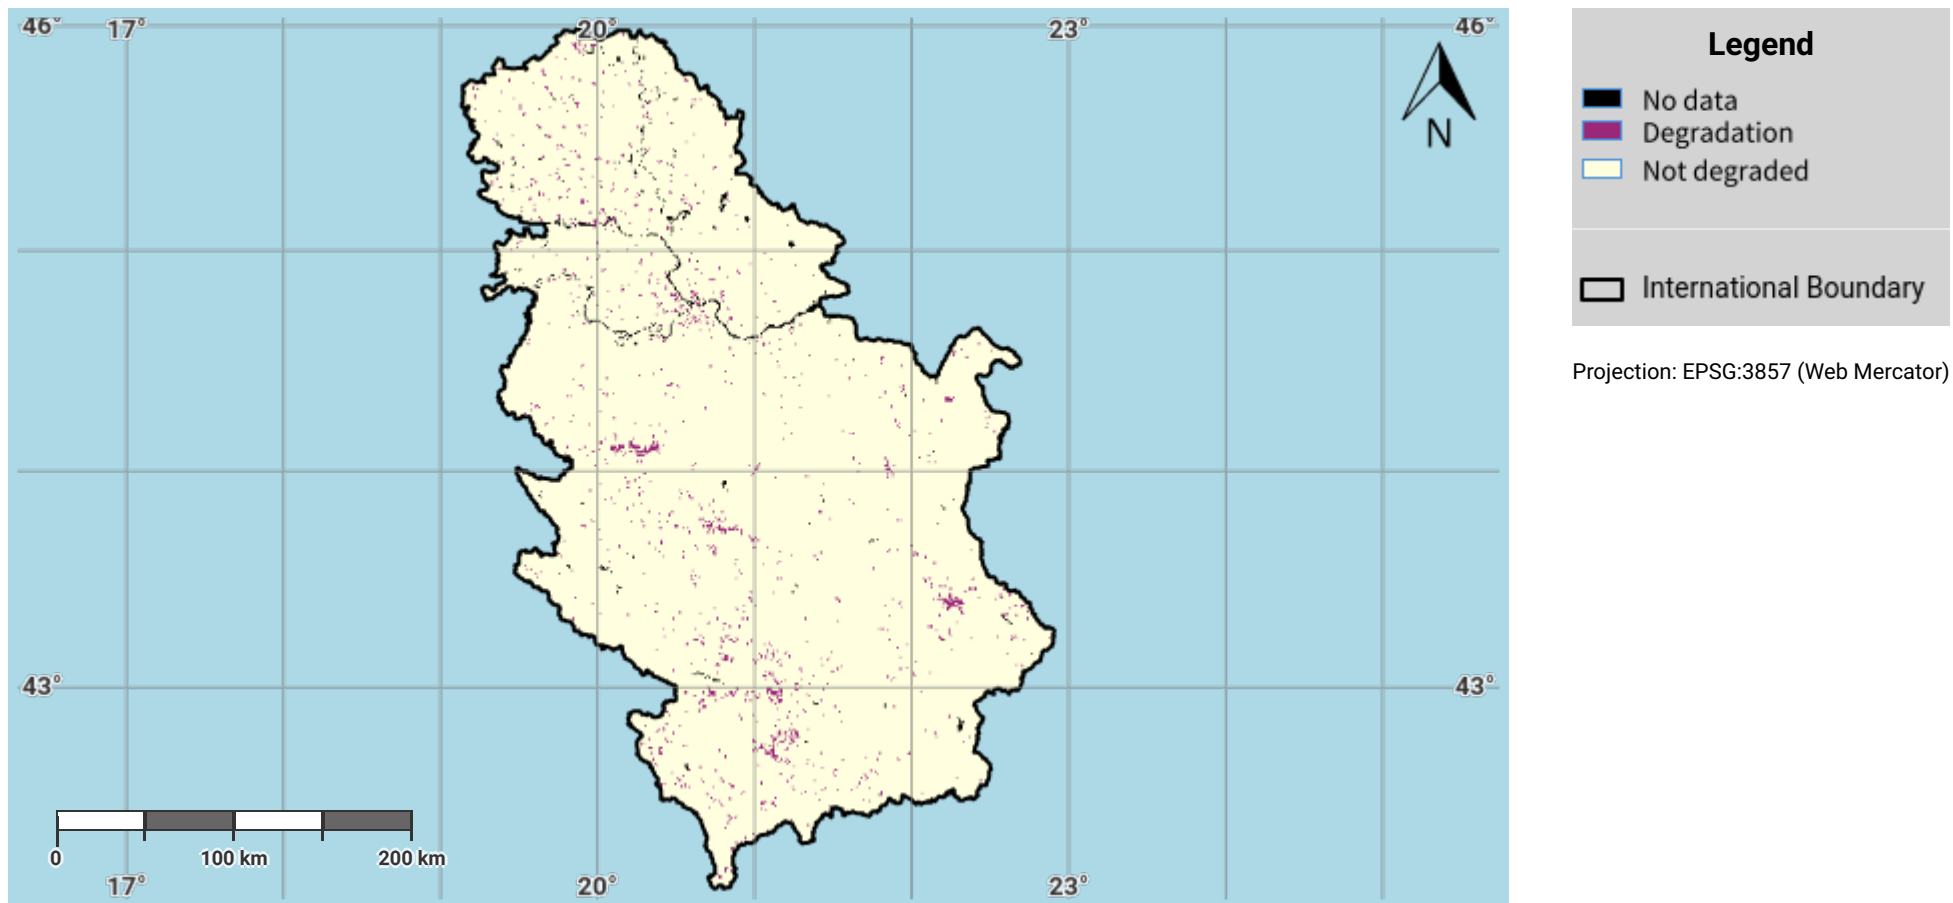 46° 17° 20° 23° 46°
N
43° 43°
0 100 km 200 km
17° 20° 23°
Legend
No data
Degradation
Not degraded
International Boundary
Projection: EPSG:3857 (Web Mercator)